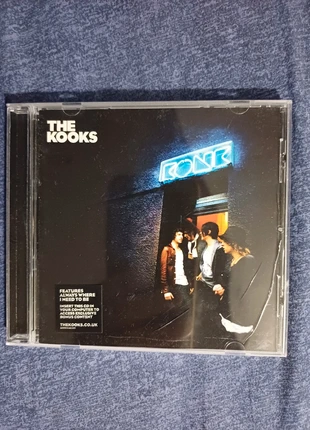 THE
KOOKS
KONK
FEATURES
ALWAYS WHERE
I NEED TO BE
INSERT THIS CD IN
YOUR COMPUTER TO
ACCESS EXCLUSIVE
BONUS CONTENT
THEKOOKS.CO.UK